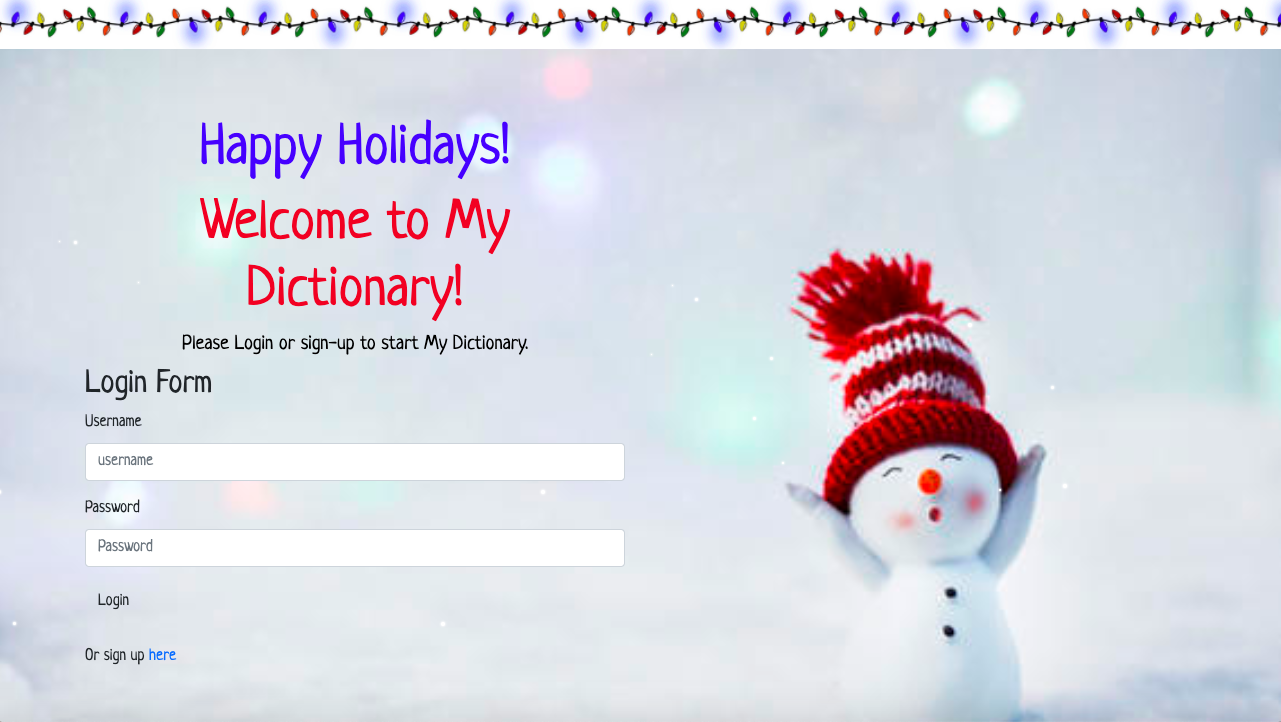 Happy Holidays!
Welcome to My
Dictionary!
Please Login or sign-up to start My Dictionary.
Login Form
Username
username
Password
Password
Login
Or sign up here